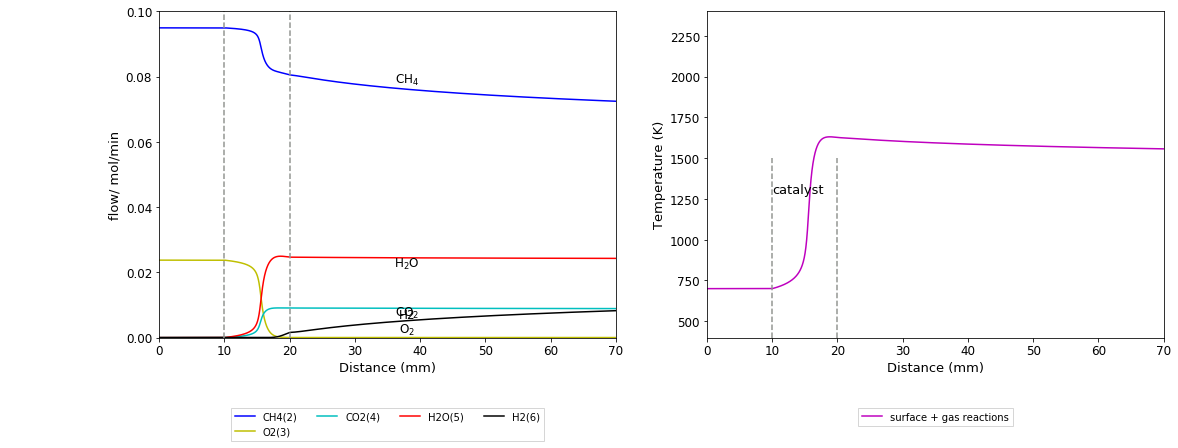 0.10
0.08
0.06
0.04
0.02
0.00
flow/ mol/min
CH₄
H₂O
CO₂
H₂
O₂
0 10 20 30 40 50 60 70
Distance (mm)
CH4(2) CO2(4) H2O(5) H2(6)
O2(3)
2250
2000
1750
1500
1250
1000
750
500
Temperature (K)
catalyst
0 10 20 30 40 50 60 70
Distance (mm)
surface + gas reactions